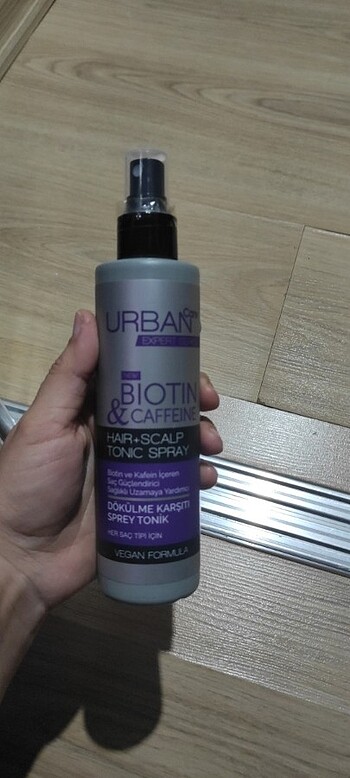 URBAN Care
EXPERT
new
BIOTIN
& CAFFEINE
HAIR+SCALP
TONIC SPRAY
Biotin ve Kafein İçeren
Saç Güçlendirici
Sağlıklı Uzamaya Yardımcı
DÖKÜLME KARŞITI
SPREY TONİK
HER SAÇ TİPİ İÇİN
VEGAN FORMULA